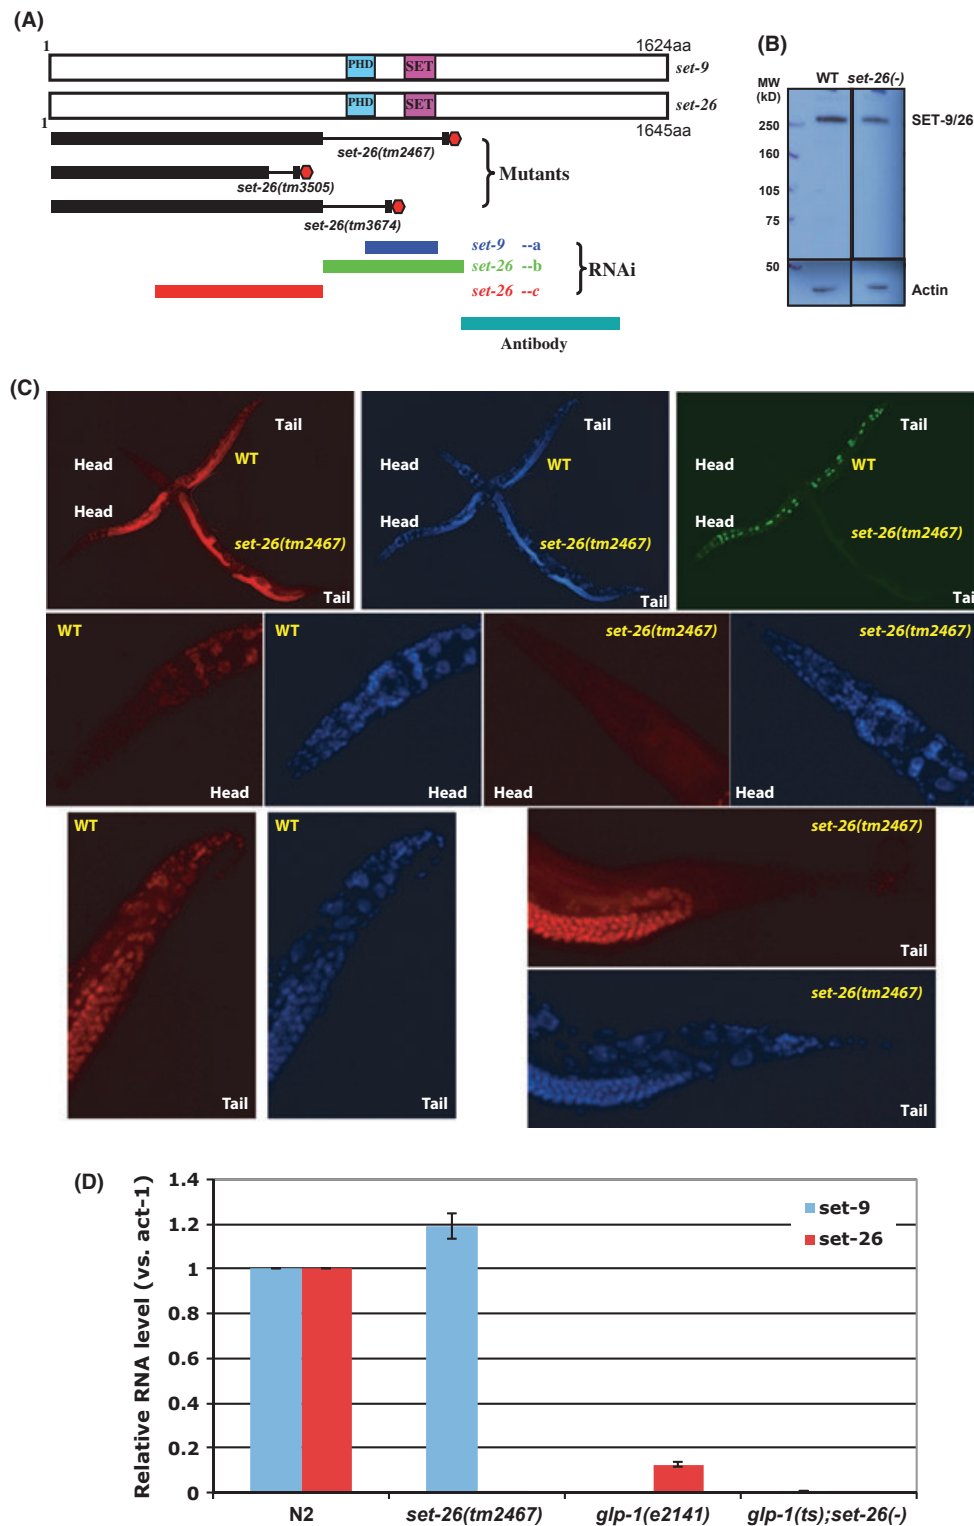 (A)
1
1624aa
PHD
SET
set-9
PHD
SET
set-26
1
1645aa
set-26(tm2467)
set-26(tm3505)
set-26(tm3674)
Mutants
set-9 --a
set-26 --b
set-26 --c
RNAi
Antibody
(B)
MW
(kD)
WT
set-26(-)
250
160
105
75
50
SET-9/26
Actin
(C)
Tail
Head
WT
Head
set-26(tm2467)
Tail
Tail
Head
WT
Head
set-26(tm2467)
Tail
Tail
Head
WT
Head
set-26(tm2467)
Tai
WT
Head
WT
Head
set-26(tm2467)
Head
set-26(tm2467)
Head
WT
Tail
WT
Tail
set-26(tm2467)
Tail
set-26(tm2467)
Tail
(D)
Relative RNA level (vs. act-1)
1.4
1.2
1
0.8
0.6
0.4
0.2
0
set-9
set-26
N2
set-26(tm2467)
glp-1(e2141)
glp-1(ts);set-26(-)